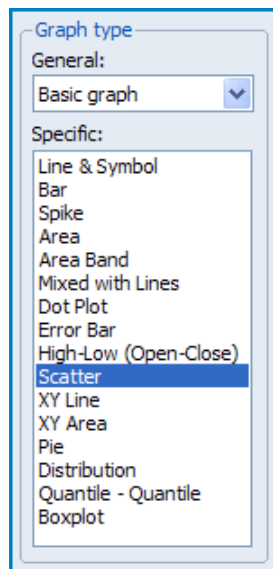 Graph type
General:
Basic graph
Specific:
Line & Symbol
Bar
Spike
Area
Area Band
Mixed with Lines
Dot Plot
Error Bar
High-Low (Open-Close)
Scatter
XY Line
XY Area
Pie
Distribution
Quantile - Quantile
Boxplot